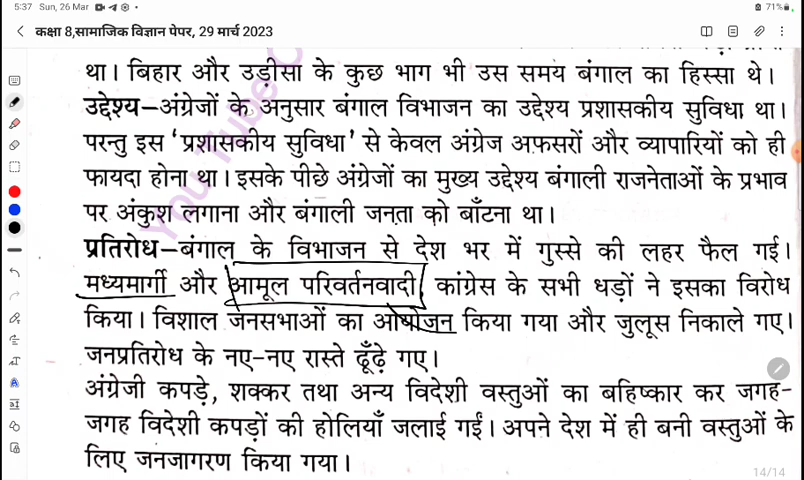 5:37 Sun, 26 Mar
71%
कक्षा 8,सामाजिक विज्ञान पेपर, 29 मार्च 2023
था। बिहार और उड़ीसा के कुछ भाग भी उस समय बंगाल का हिस्सा थे।
उद्देश्य–अंग्रेजों के अनुसार बंगाल विभाजन का उद्देश्य प्रशासकीय सुविधा था।
परन्तु इस 'प्रशासकीय सुविधा' से केवल अंग्रेज अफ़सरों और व्यापारियों को ही
फायदा होना था। इसके पीछे अंग्रेजों का मुख्य उद्देश्य बंगाली राजनेताओं के प्रभाव
पर अंकुश लगाना और बंगाली जनता को बाँटना था।
प्रतिरोध–बंगाल के विभाजन से देश भर में गुस्से की लहर फैल गई।
मध्यमार्गी और आमूल परिवर्तनवादी कांग्रेस के सभी धड़ों ने इसका विरोध
किया। विशाल जनसभाओं का आयोजन किया गया और जुलूस निकाले गए।
जनप्रतिरोध के नए-नए रास्ते ढूँढ़े गए।
अंग्रेजी कपड़े, शक्कर तथा अन्य विदेशी वस्तुओं का बहिष्कार कर जगह-
जगह विदेशी कपड़ों की होलियाँ जलाई गईं। अपने देश में ही बनी वस्तुओं के
लिए जनजागरण किया गया।
You Tube C
14/14